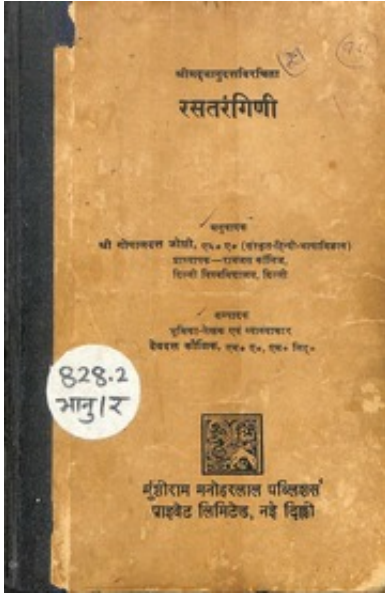 श्रीमद्भानुदत्तविरचिता
रसतरंगिणी
अनुवादक
श्री गोपालदत्त जोशी, एम० ए० (संस्कृत-हिन्दी-भाषाविज्ञान)
प्राध्यापक—रामजस कॉलिज,
दिल्ली विश्वविद्यालय, दिल्ली
सम्पादक
भूमिका-लेखक एवं व्याख्याकार
देवदत्त कौशिक, एम० ए०, एम० लिट्०
828.2
भानु/र
मुंशीराम मनोहरलाल पब्लिशर्स
प्राइवेट लिमिटेड, नई दिल्ली